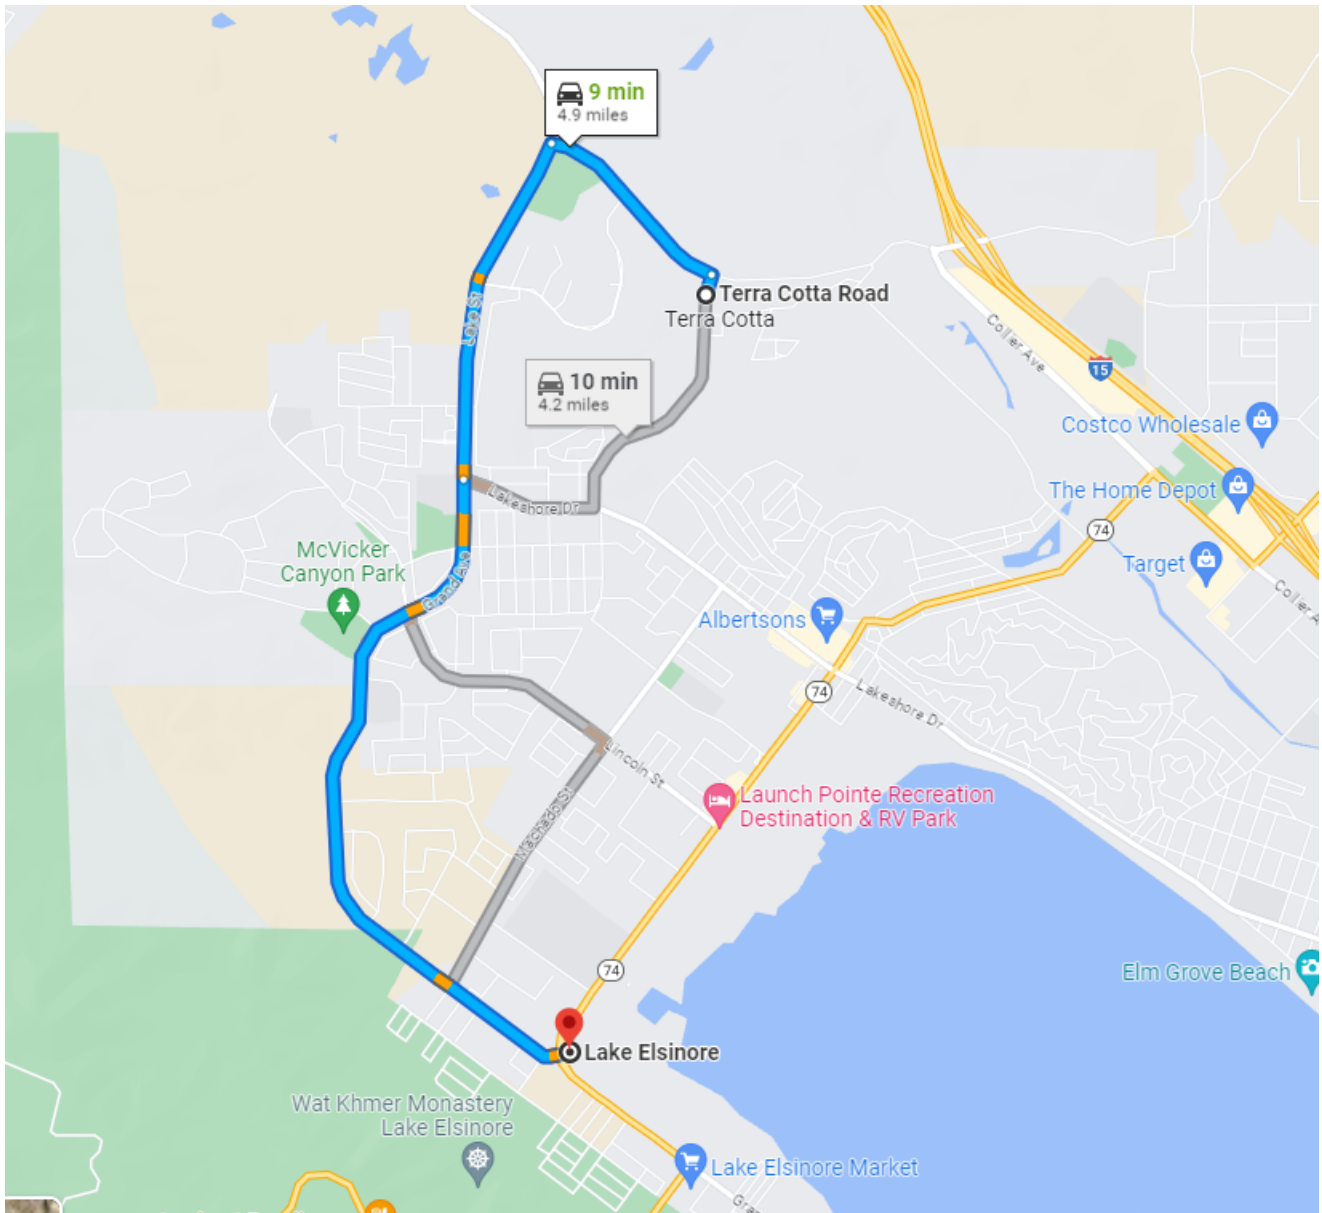 9 min
4.9 miles
Terra Cotta Road
Terra Cotta
Lake St
Collier Ave
15
10 min
4.2 miles
Costco Wholesale
The Home Depot
Lakeshore Dr
74
McVicker
Canyon Park
Grand Ave
Target
Albertsons
74
Lakeshore Dr
Lincoln St
Launch Pointe Recreation
Destination & RV Park
Machado St
74
Elm Grove Beach
Lake Elsinore
Wat Khmer Monastery
Lake Elsinore
Lake Elsinore Market